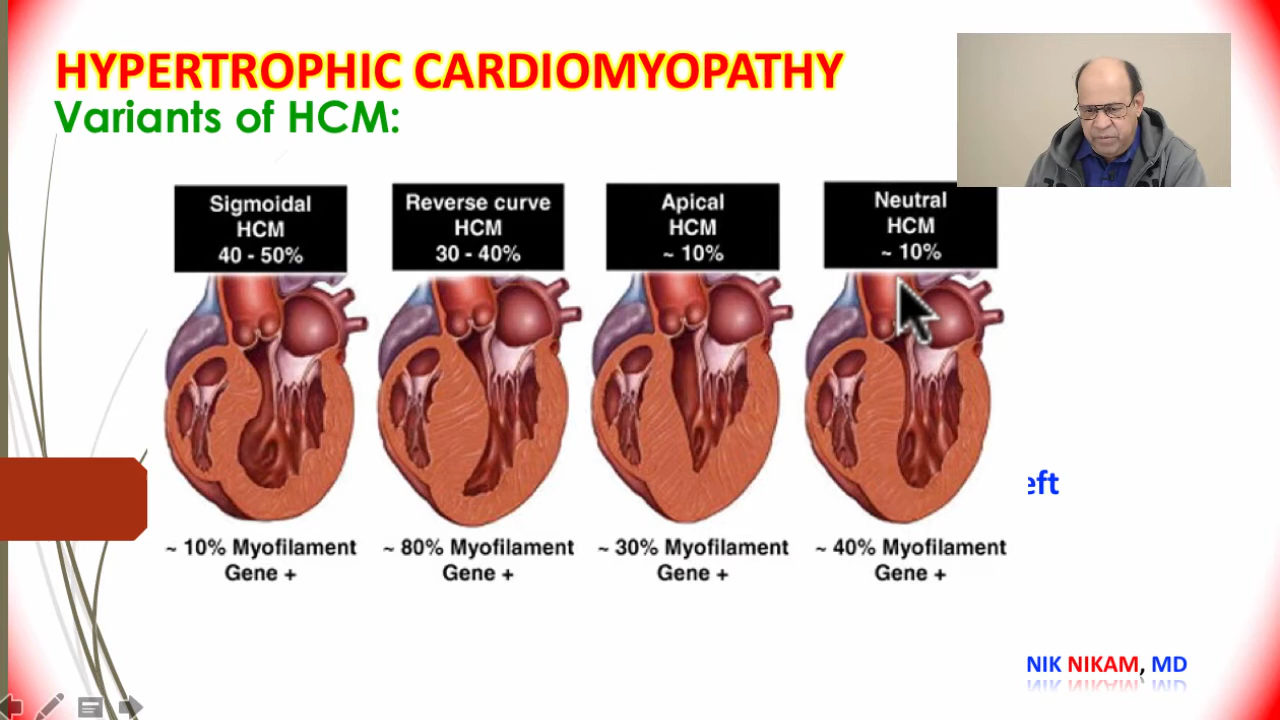 HYPERTROPHIC CARDIOMYOPATHY
Variants of HCM:
Sigmoidal
HCM
40 - 50%
Reverse curve
HCM
30 - 40%
Apical
HCM
~ 10%
Neutral
HCM
~ 10%
eft
~ 10% Myofilament
Gene +
~ 80% Myofilament
Gene +
~ 30% Myofilament
Gene +
~ 40% Myofilament
Gene +
NIK NIKAM, MD